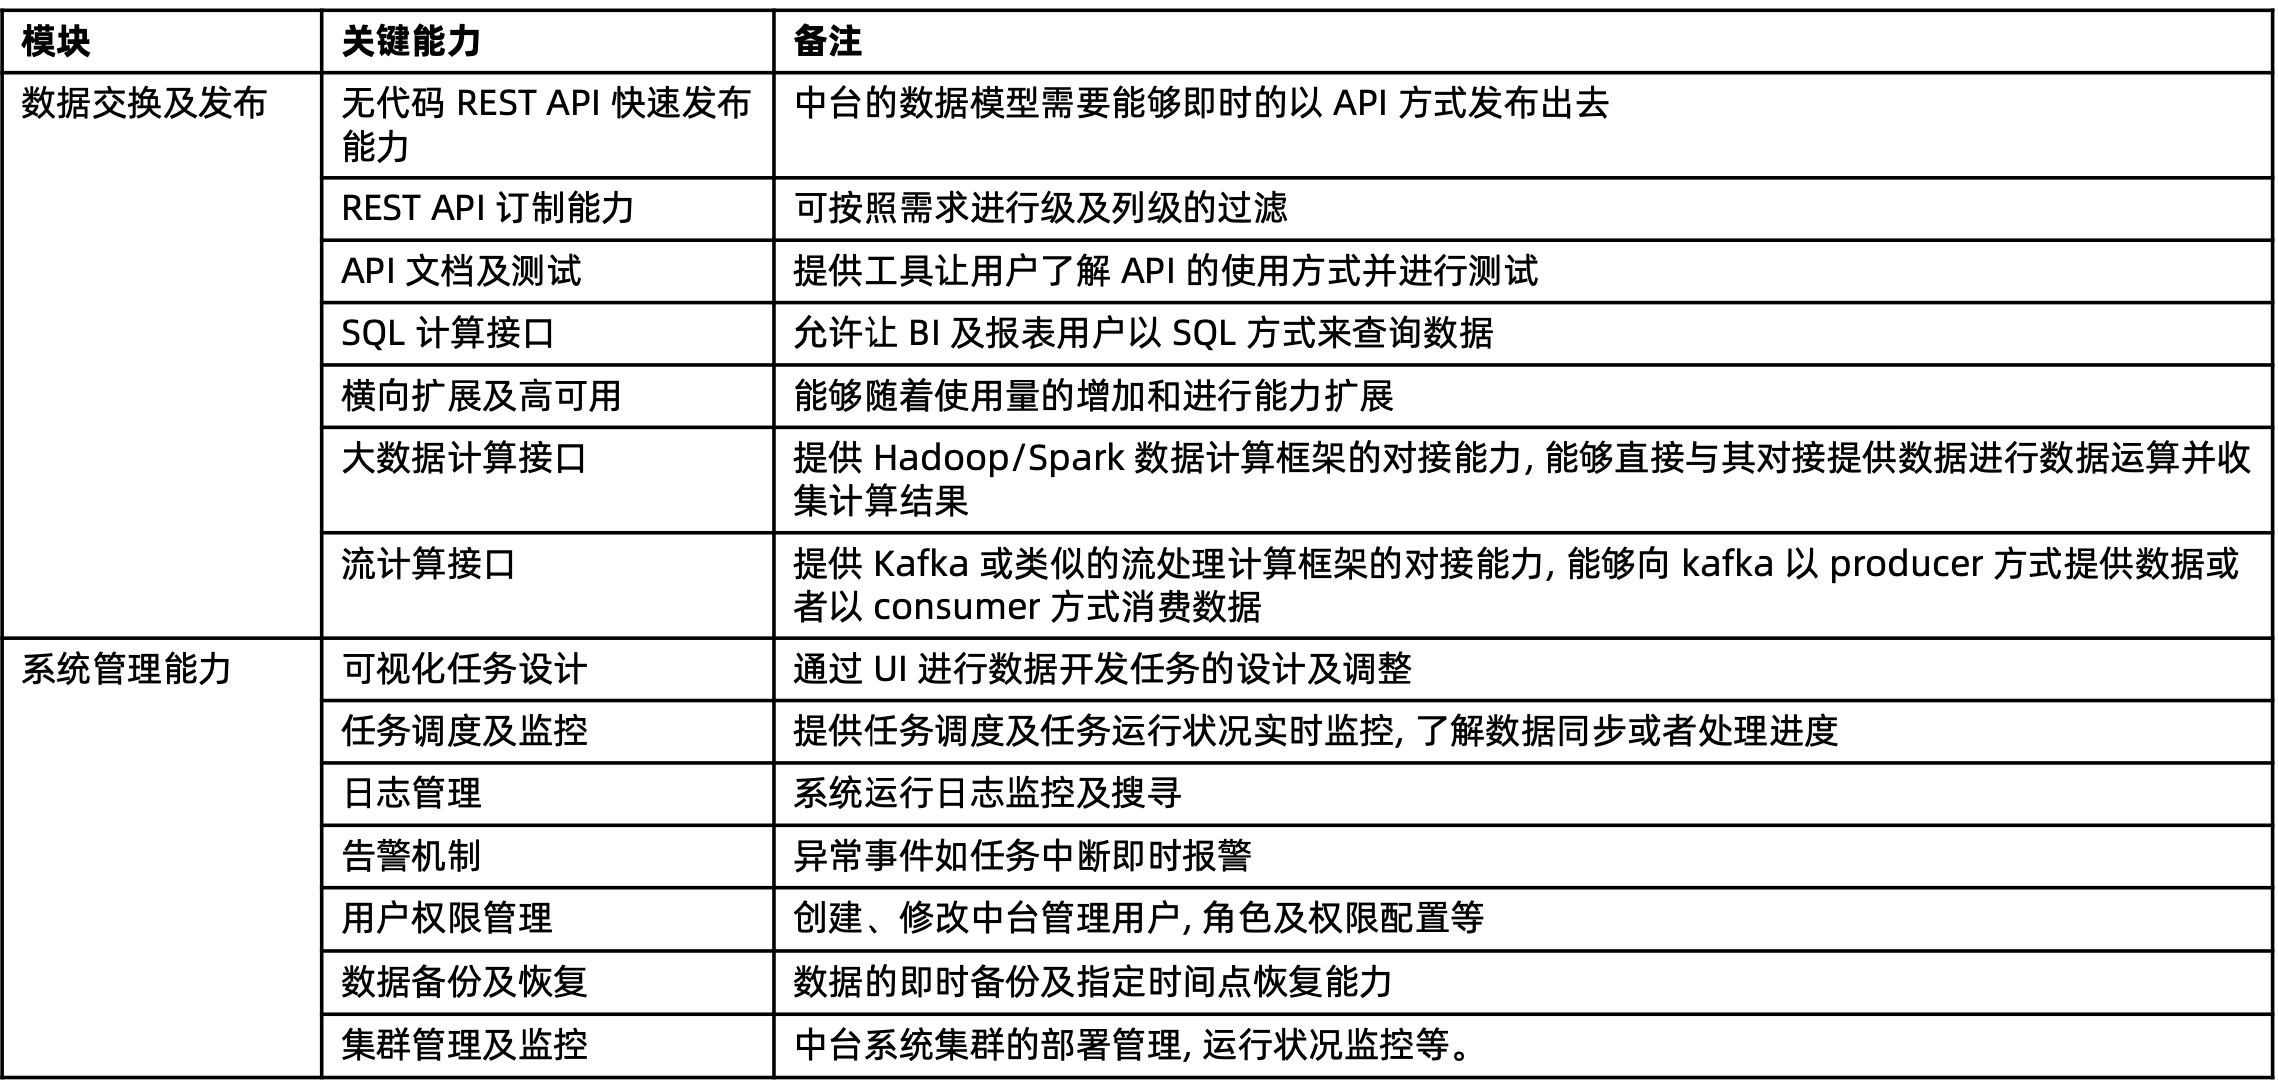 模块
关键能力
备注
数据交换及发布
无代码 REST API 快速发布
能力
中台的数据模型需要能够即时的以 API 方式发布出去
REST API 订制能力
可按照需求进行级及列级的过滤
API 文档及测试
提供工具让用户了解 API 的使用方式并进行测试
SQL 计算接口
允许让 BI 及报表用户以 SQL 方式来查询数据
横向扩展及高可用
能够随着使用量的增加和进行能力扩展
大数据计算接口
提供 Hadoop/Spark 数据计算框架的对接能力, 能够直接与其对接提供数据进行数据运算并收
集计算结果
流计算接口
提供 Kafka 或类似的流处理计算框架的对接能力, 能够向 kafka 以 producer 方式提供数据或
者以 consumer 方式消费数据
系统管理能力
可视化任务设计
通过 UI 进行数据开发任务的设计及调整
任务调度及监控
提供任务调度及任务运行状况实时监控, 了解数据同步或者处理进度
日志管理
系统运行日志监控及搜寻
告警机制
异常事件如任务中断即时报警
用户权限管理
创建、修改中台管理用户, 角色及权限配置等
数据备份及恢复
数据的即时备份及指定时间点恢复能力
集群管理及监控
中台系统集群的部署管理, 运行状况监控等。